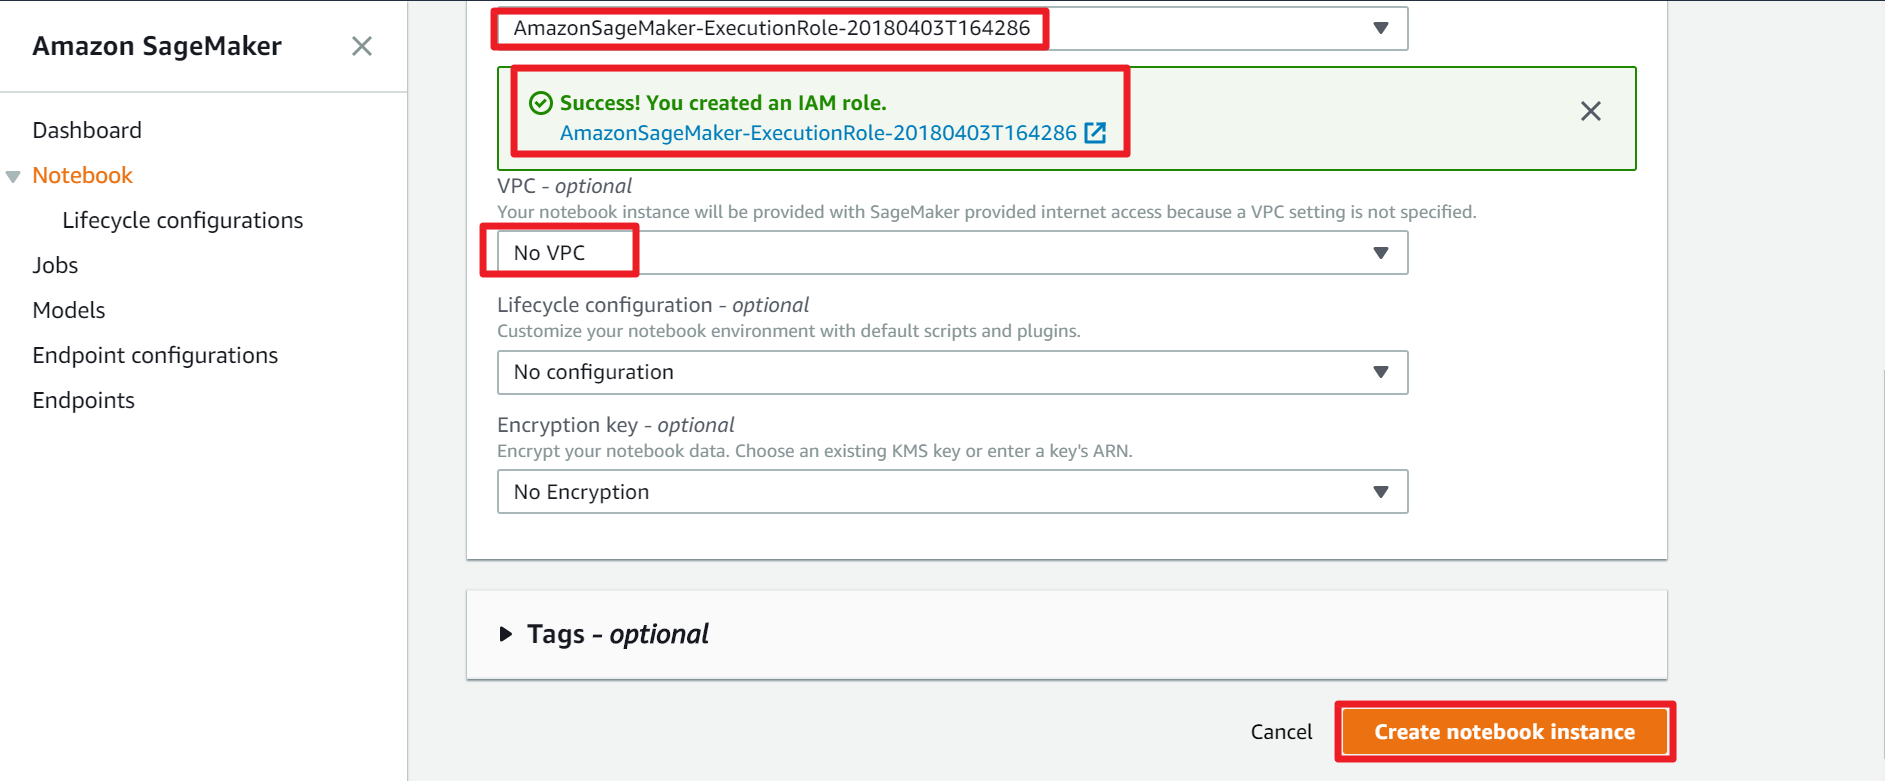 Amazon SageMaker
Dashboard
Notebook
Lifecycle configurations
Jobs
Models
Endpoint configurations
Endpoints
AmazonSageMaker-ExecutionRole-20180403T164286
Success! You created an IAM role.
AmazonSageMaker-ExecutionRole-20180403T164286
VPC - optional
Your notebook instance will be provided with SageMaker provided internet access because a VPC setting is not specified.
No VPC
Lifecycle configuration - optional
Customize your notebook environment with default scripts and plugins.
No configuration
Encryption key - optional
Encrypt your notebook data. Choose an existing KMS key or enter a key's ARN.
No Encryption
Tags - optional
Cancel
Create notebook instance